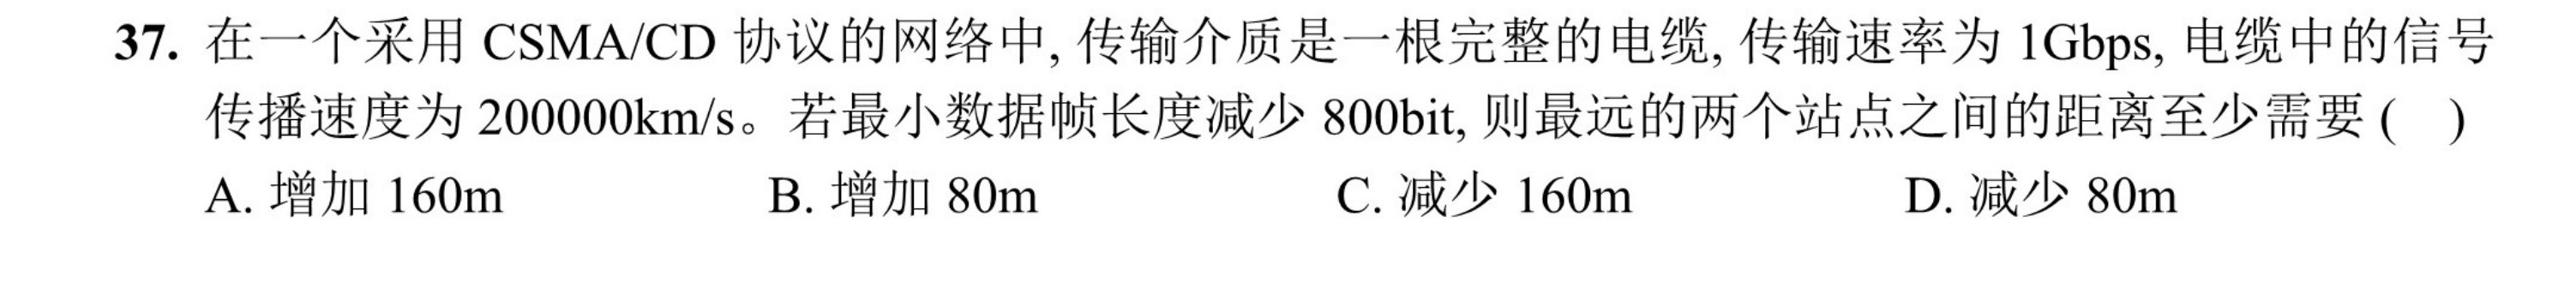 37. 在一个采用 CSMA/CD 协议的网络中, 传输介质是一根完整的电缆, 传输速率为 1Gbps, 电缆中的信号
传播速度为 200000km/s。若最小数据帧长度减少 800bit, 则最远的两个站点之间的距离至少需要 ( )
A. 增加 160m B. 增加 80m C. 减少 160m D. 减少 80m